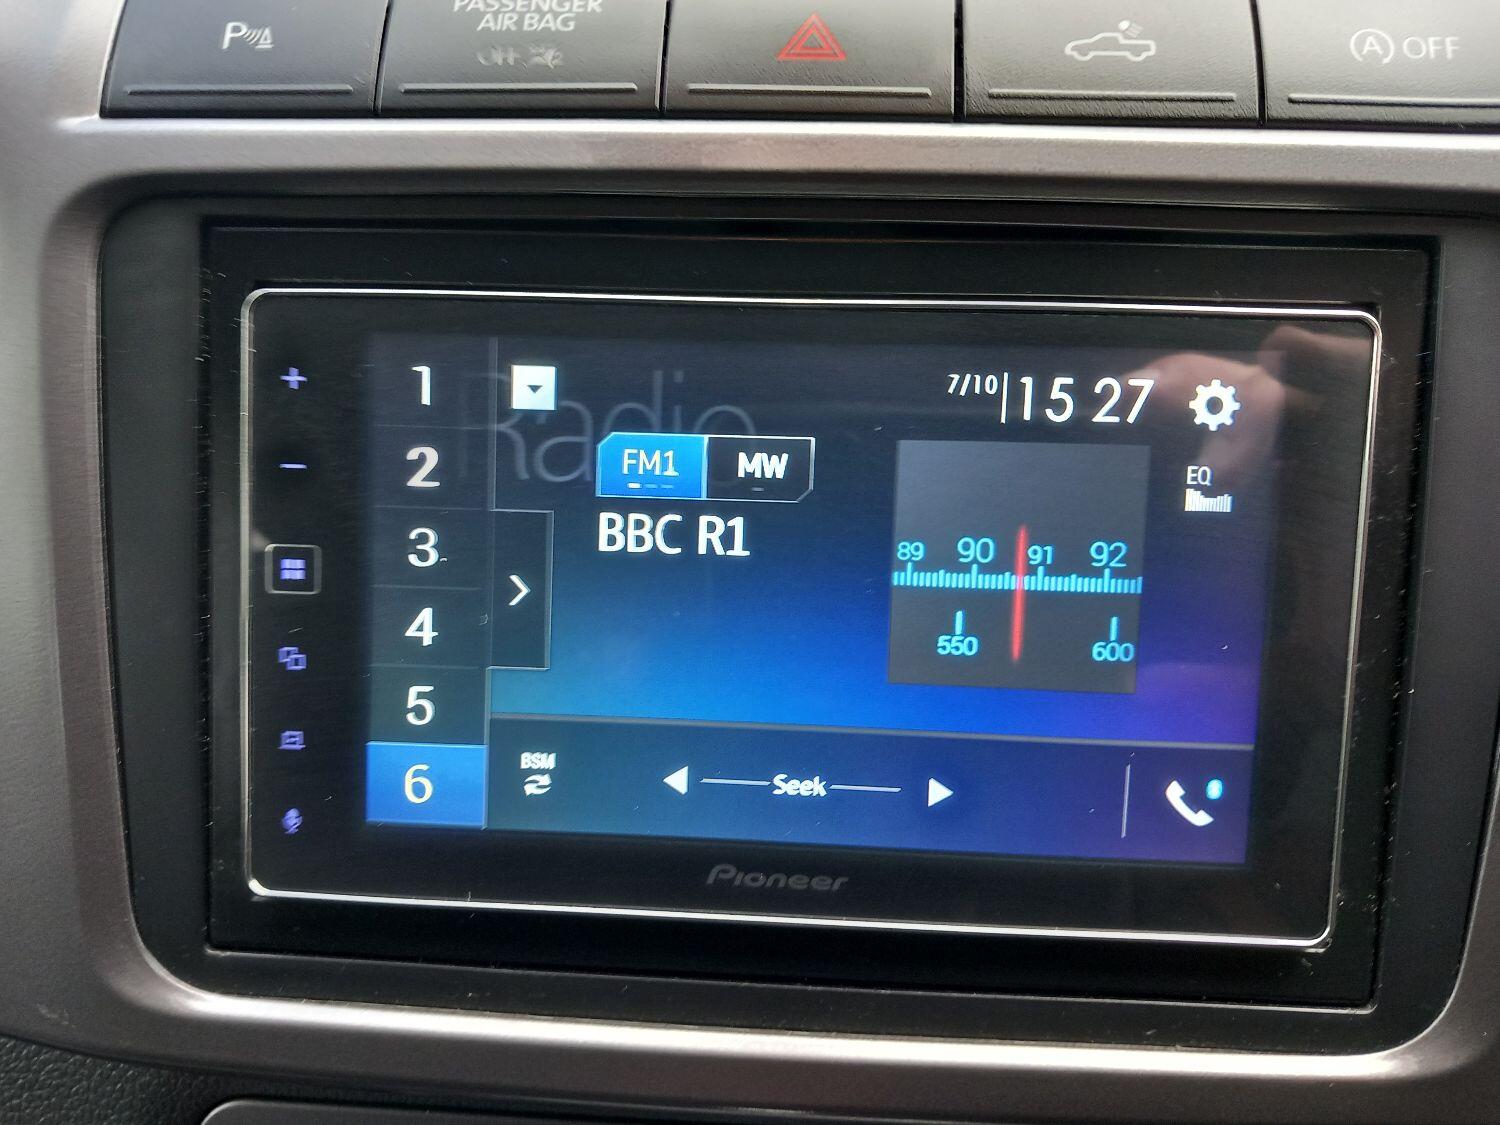 P
PASSENGER
AIR BAG
OFF
A OFF
Radio
7/10 15 27
1
2
3
4
5
6
FM1 MW
BBC R1
EQ
89 90 91 92
550 600
BSM
Seek
Pioneer